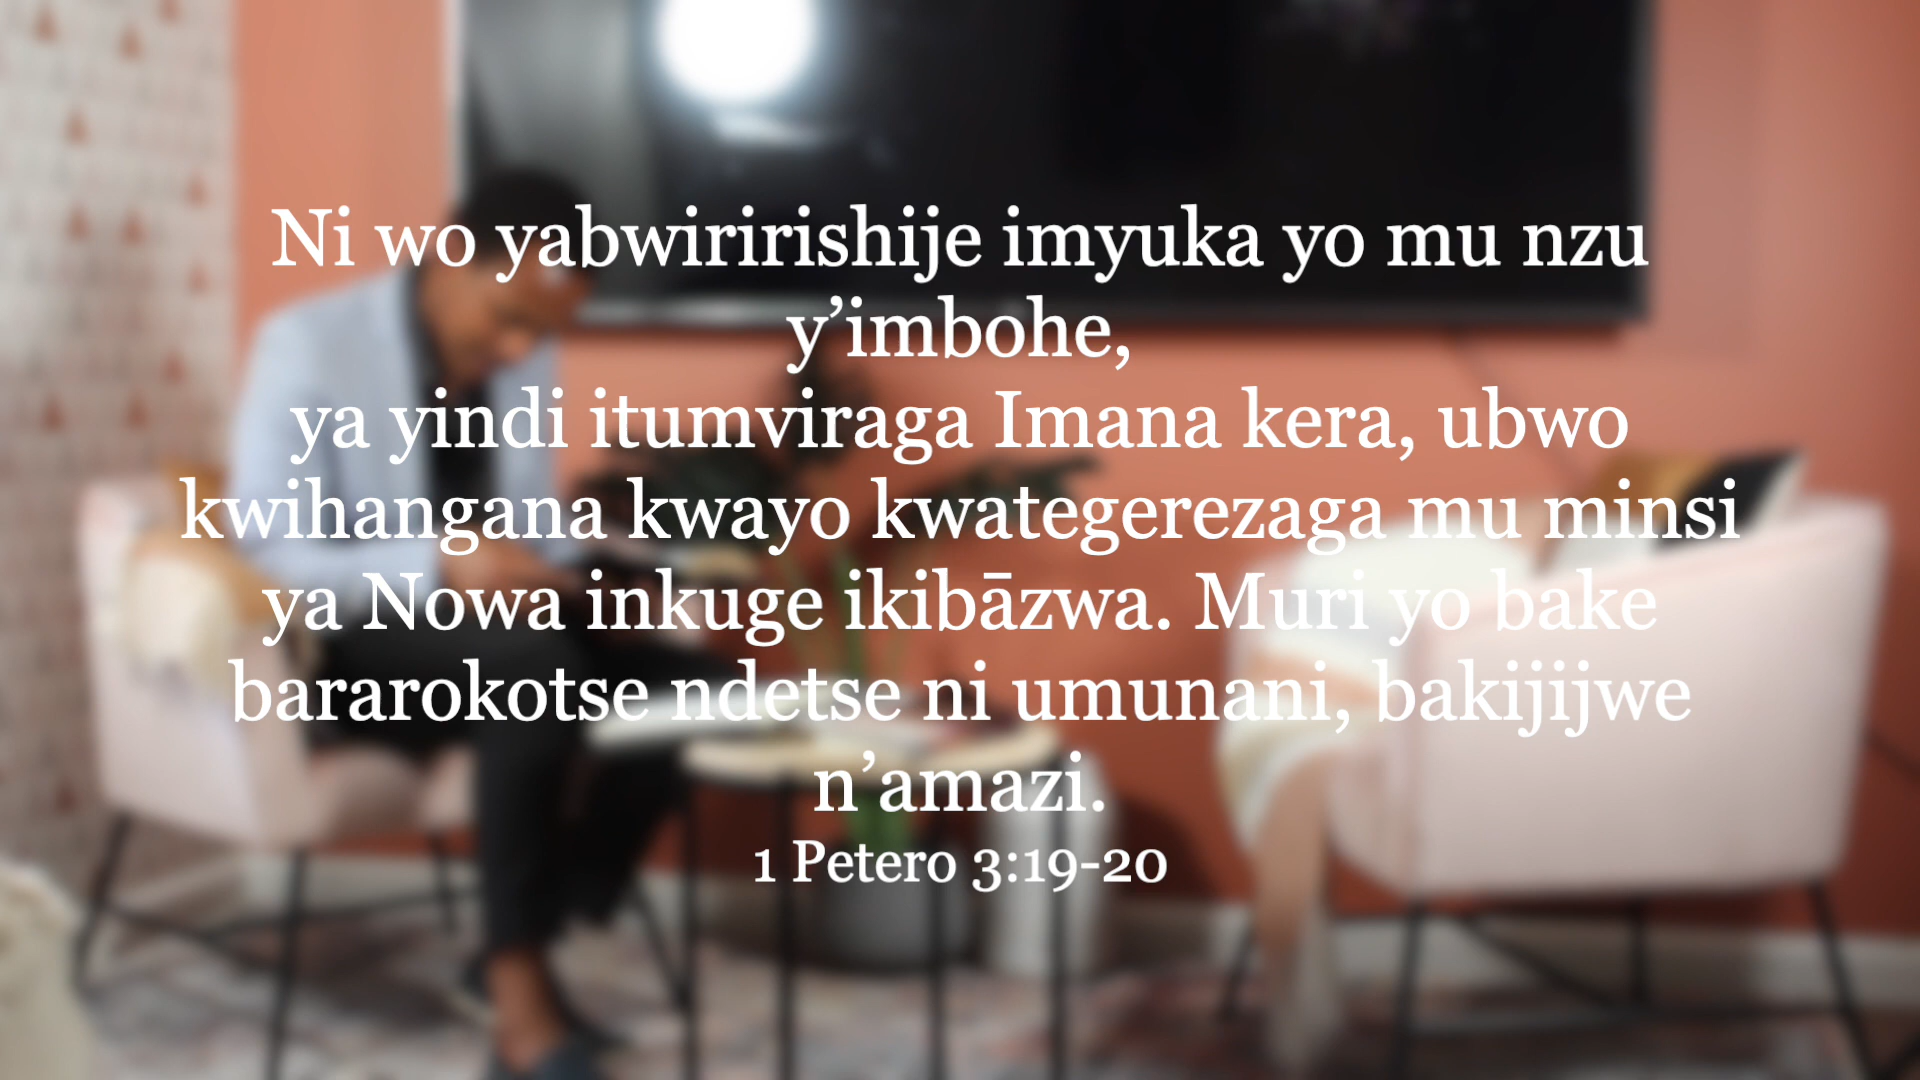 Ni wo yabwiririshije imyuka yo mu nzu
y’imbohe,
ya yindi itumviraga Imana kera, ubwo
kwihangana kwayo kwategerezaga mu minsi
ya Nowa inkuge ikibāzwa. Muri yo bake
bararokotse ndetse ni umunani, bakijijwe
n’amazi.
1 Petero 3:19-20